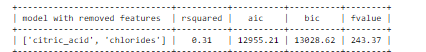 | model with removed features | rsquared | aic | bic | fvalue |
| ['citric_acid', 'chlorides'] | 0.31 | 12955.21 | 13028.62 | 243.37 |